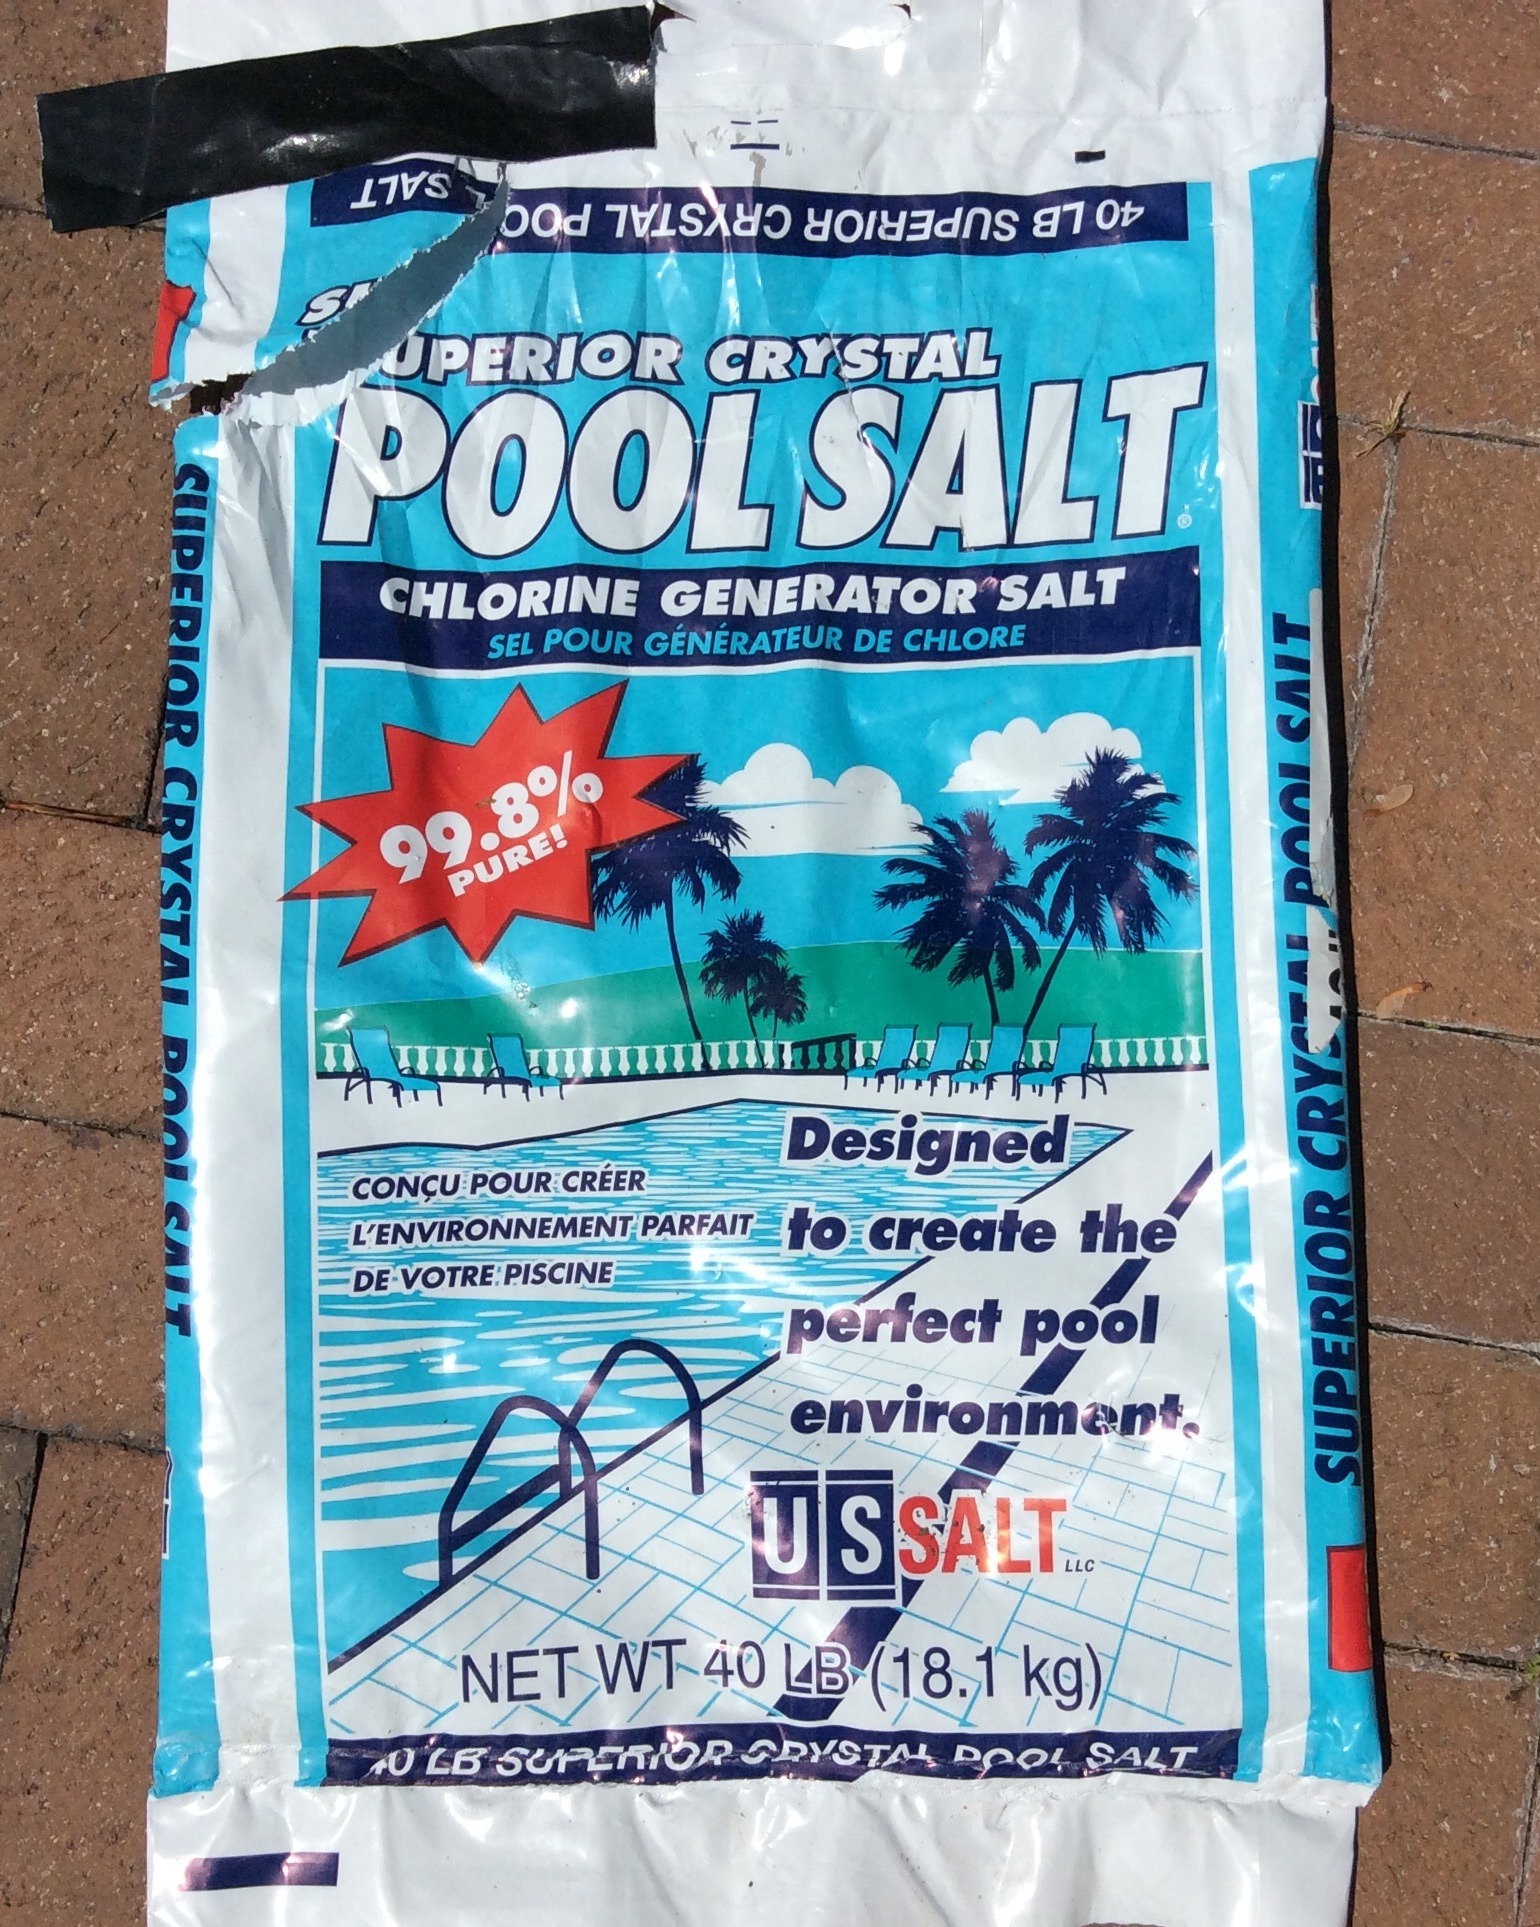 40 LB SUPERIOR CRYSTAL POOL SALT
SUPERIOR CRYSTAL
POOL SALT®
CHLORINE GENERATOR SALT
SEL POUR GÉNÉRATEUR DE CHLORE
99.8%
PURE!
CONÇU POUR CRÉER
L'ENVIRONNEMENT PARFAIT
DE VOTRE PISCINE
Designed
to create the
perfect pool
environment.
US SALT LLC
NET WT 40 LB (18.1 kg)
40 LB SUPERIOR CRYSTAL POOL SALT
SUPERIOR CRYSTAL POOL SALT
SUPERIOR CRYSTAL POOL SALT